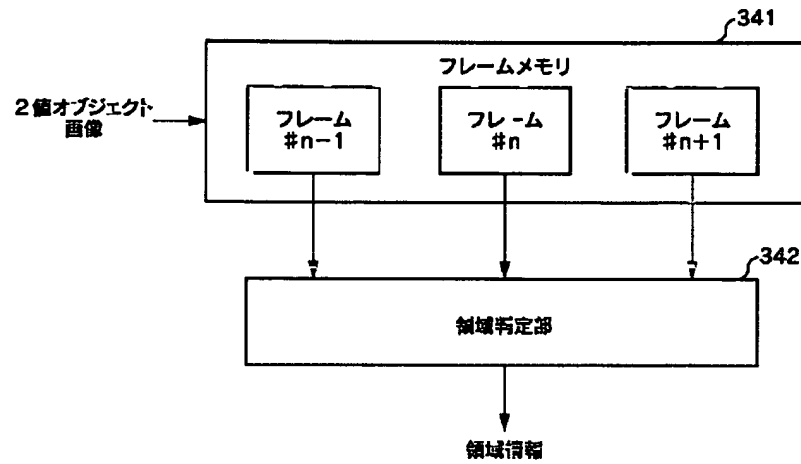 341
フレームメモリ
2値オブジェクト
画像
フレーム
#n-1
フレーム
#n
フレーム
#n+1
342
領域判定部
領域情報